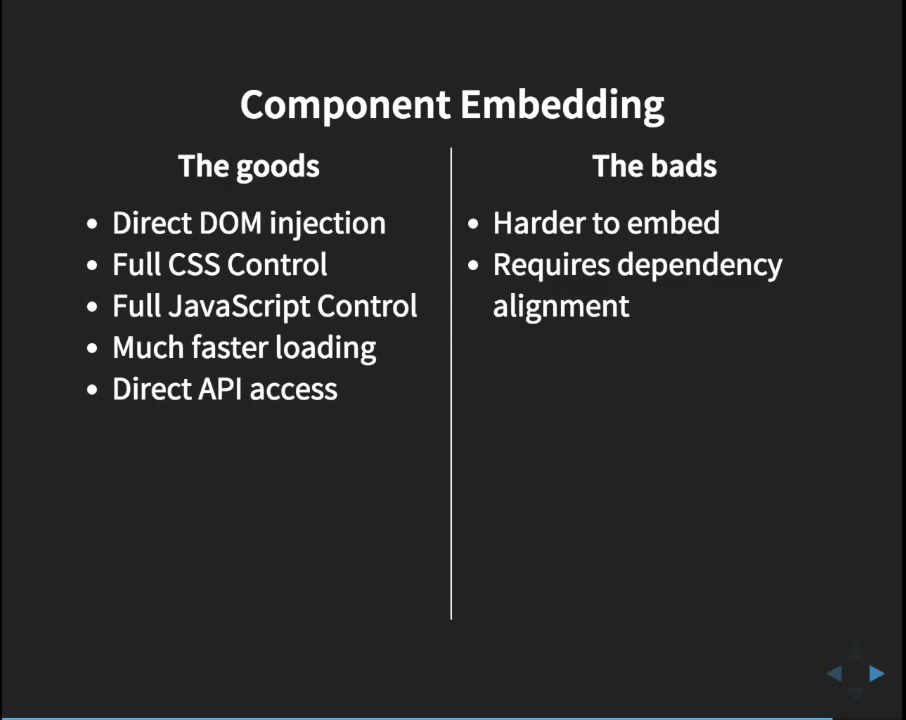 Component Embedding
The goods
Direct DOM injection
Full CSS Control
Full JavaScript Control
Much faster loading
Direct API access
The bads
Harder to embed
Requires dependency
alignment